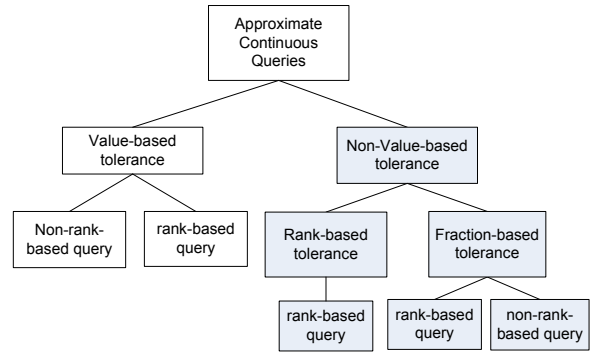 Approximate
Continuous
Queries
Value-based
tolerance
Non-Value-based
tolerance
Non-rank-
based query
rank-based
query
Rank-based
tolerance
Fraction-based
tolerance
rank-based
query
rank-based
query
non-rank-
based query